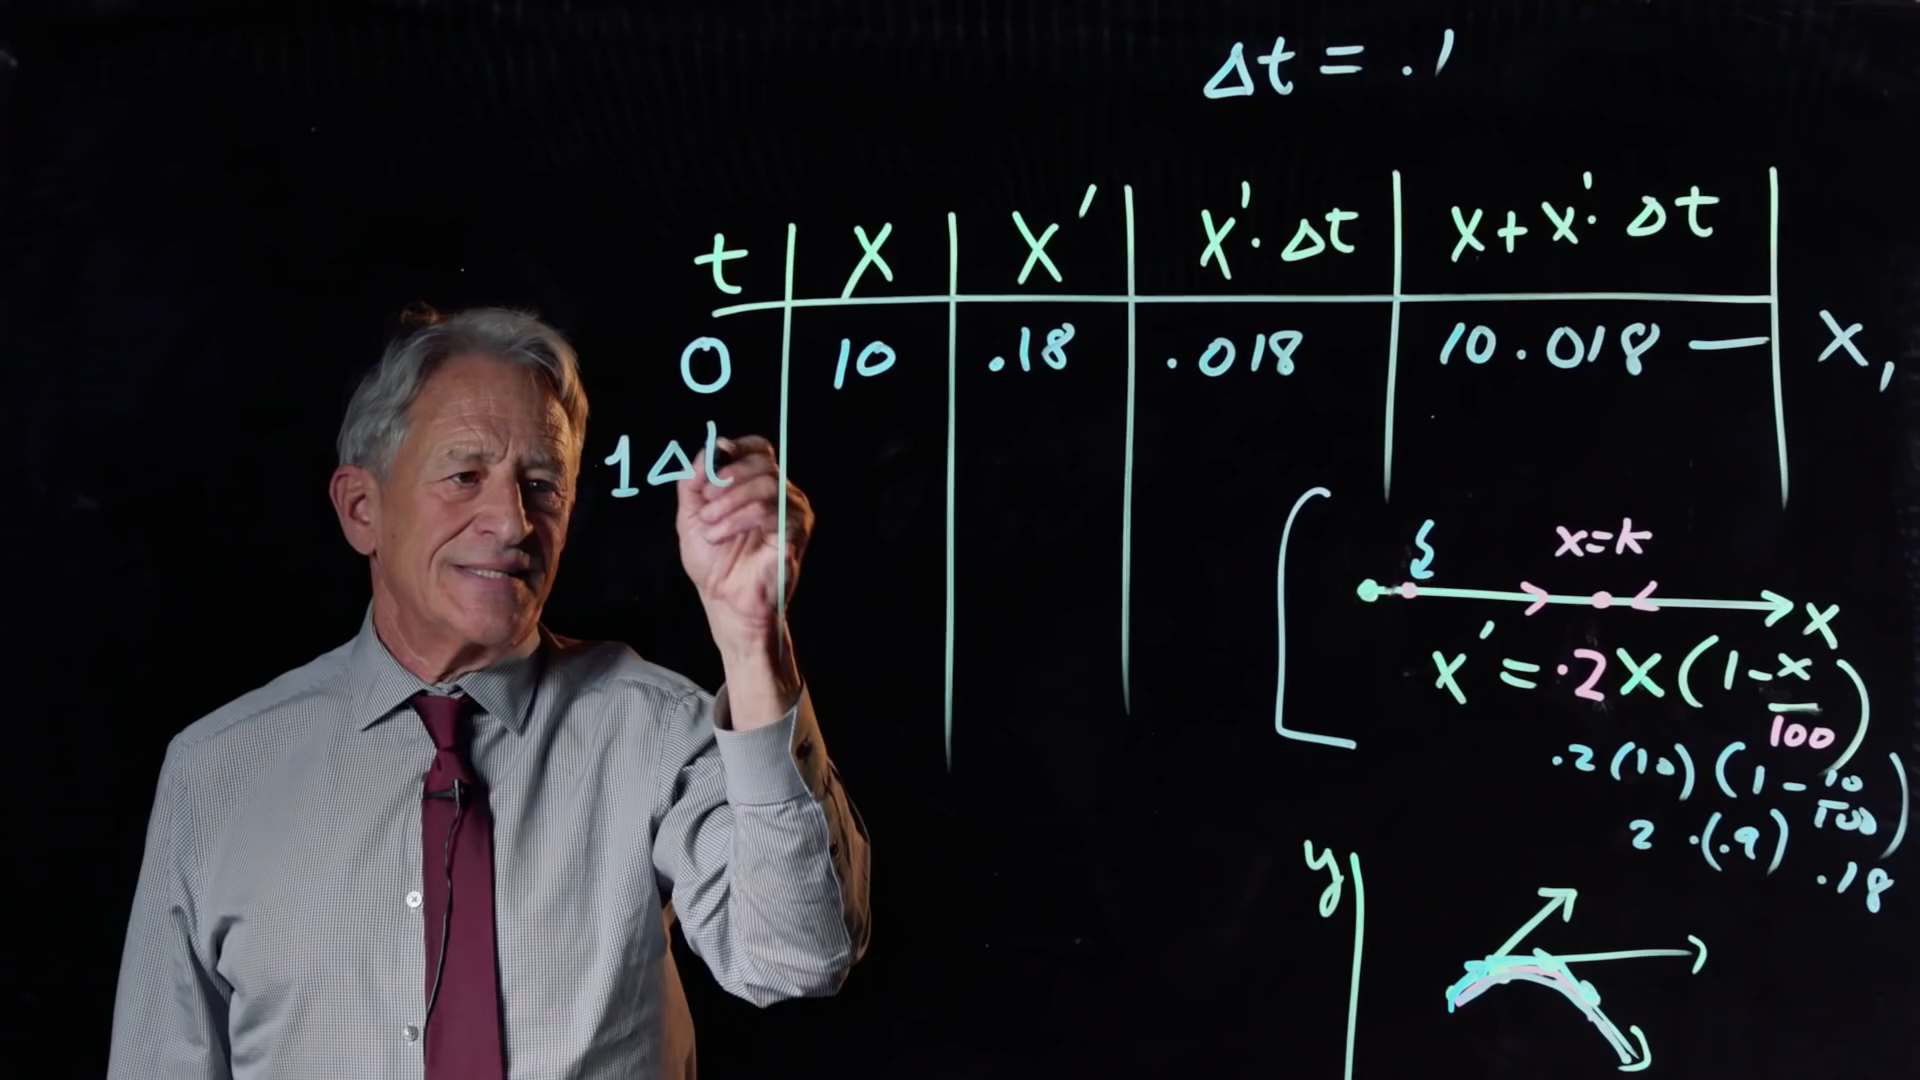 Δt = .1
t X X' X'·Δt X+X'·Δt
0 10 .18 .018 10.018 — X₁
1Δt
x=k
X
X' = .2X(1-x/100)
.2(10)(1-10/100)
2·(.9) .18
y